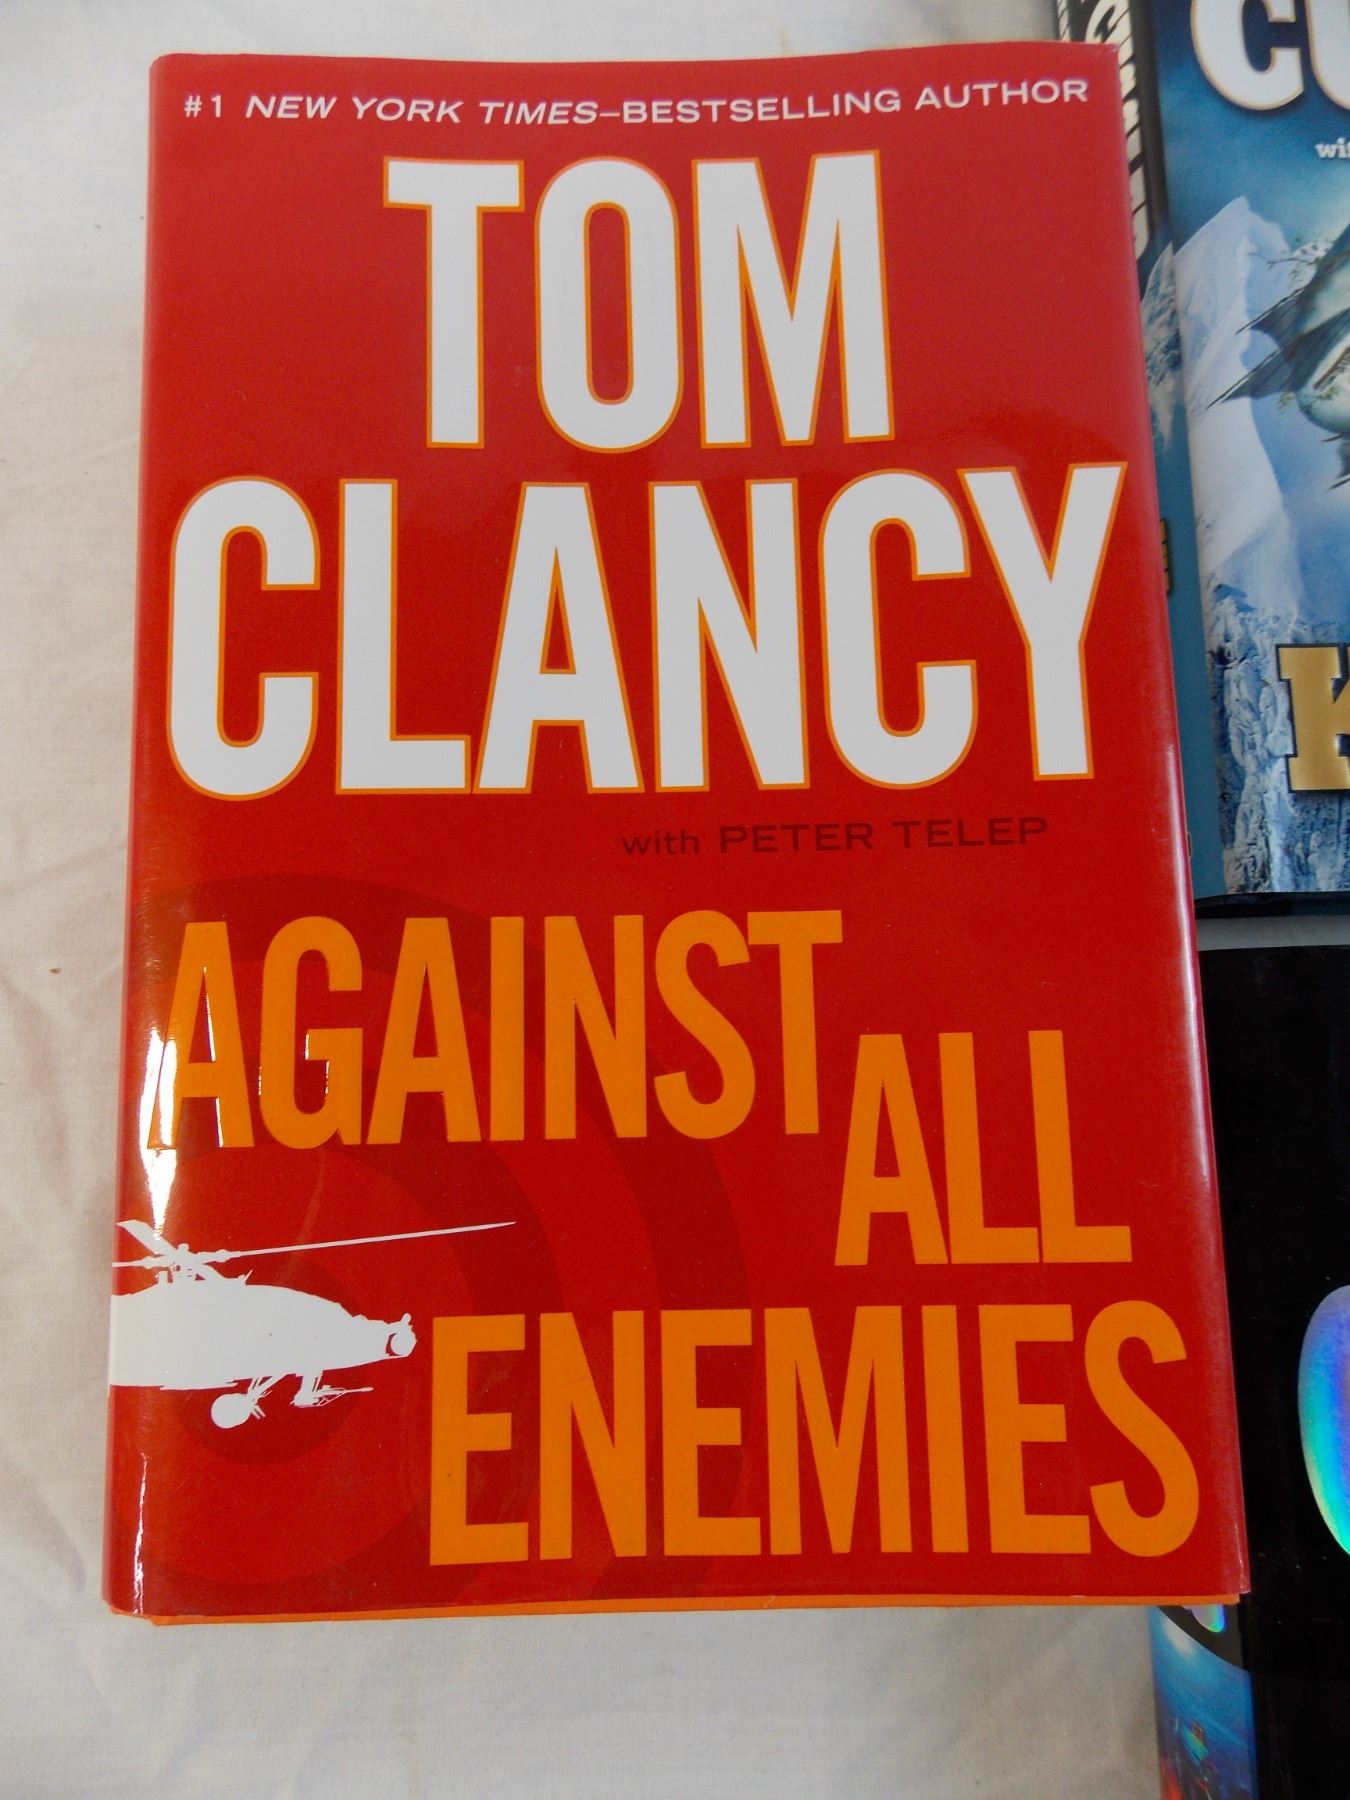 #1 NEW YORK TIMES–BESTSELLING AUTHOR
TOM
CLANCY
with PETER TELEP
AGAINST
ALL
ENEMIES